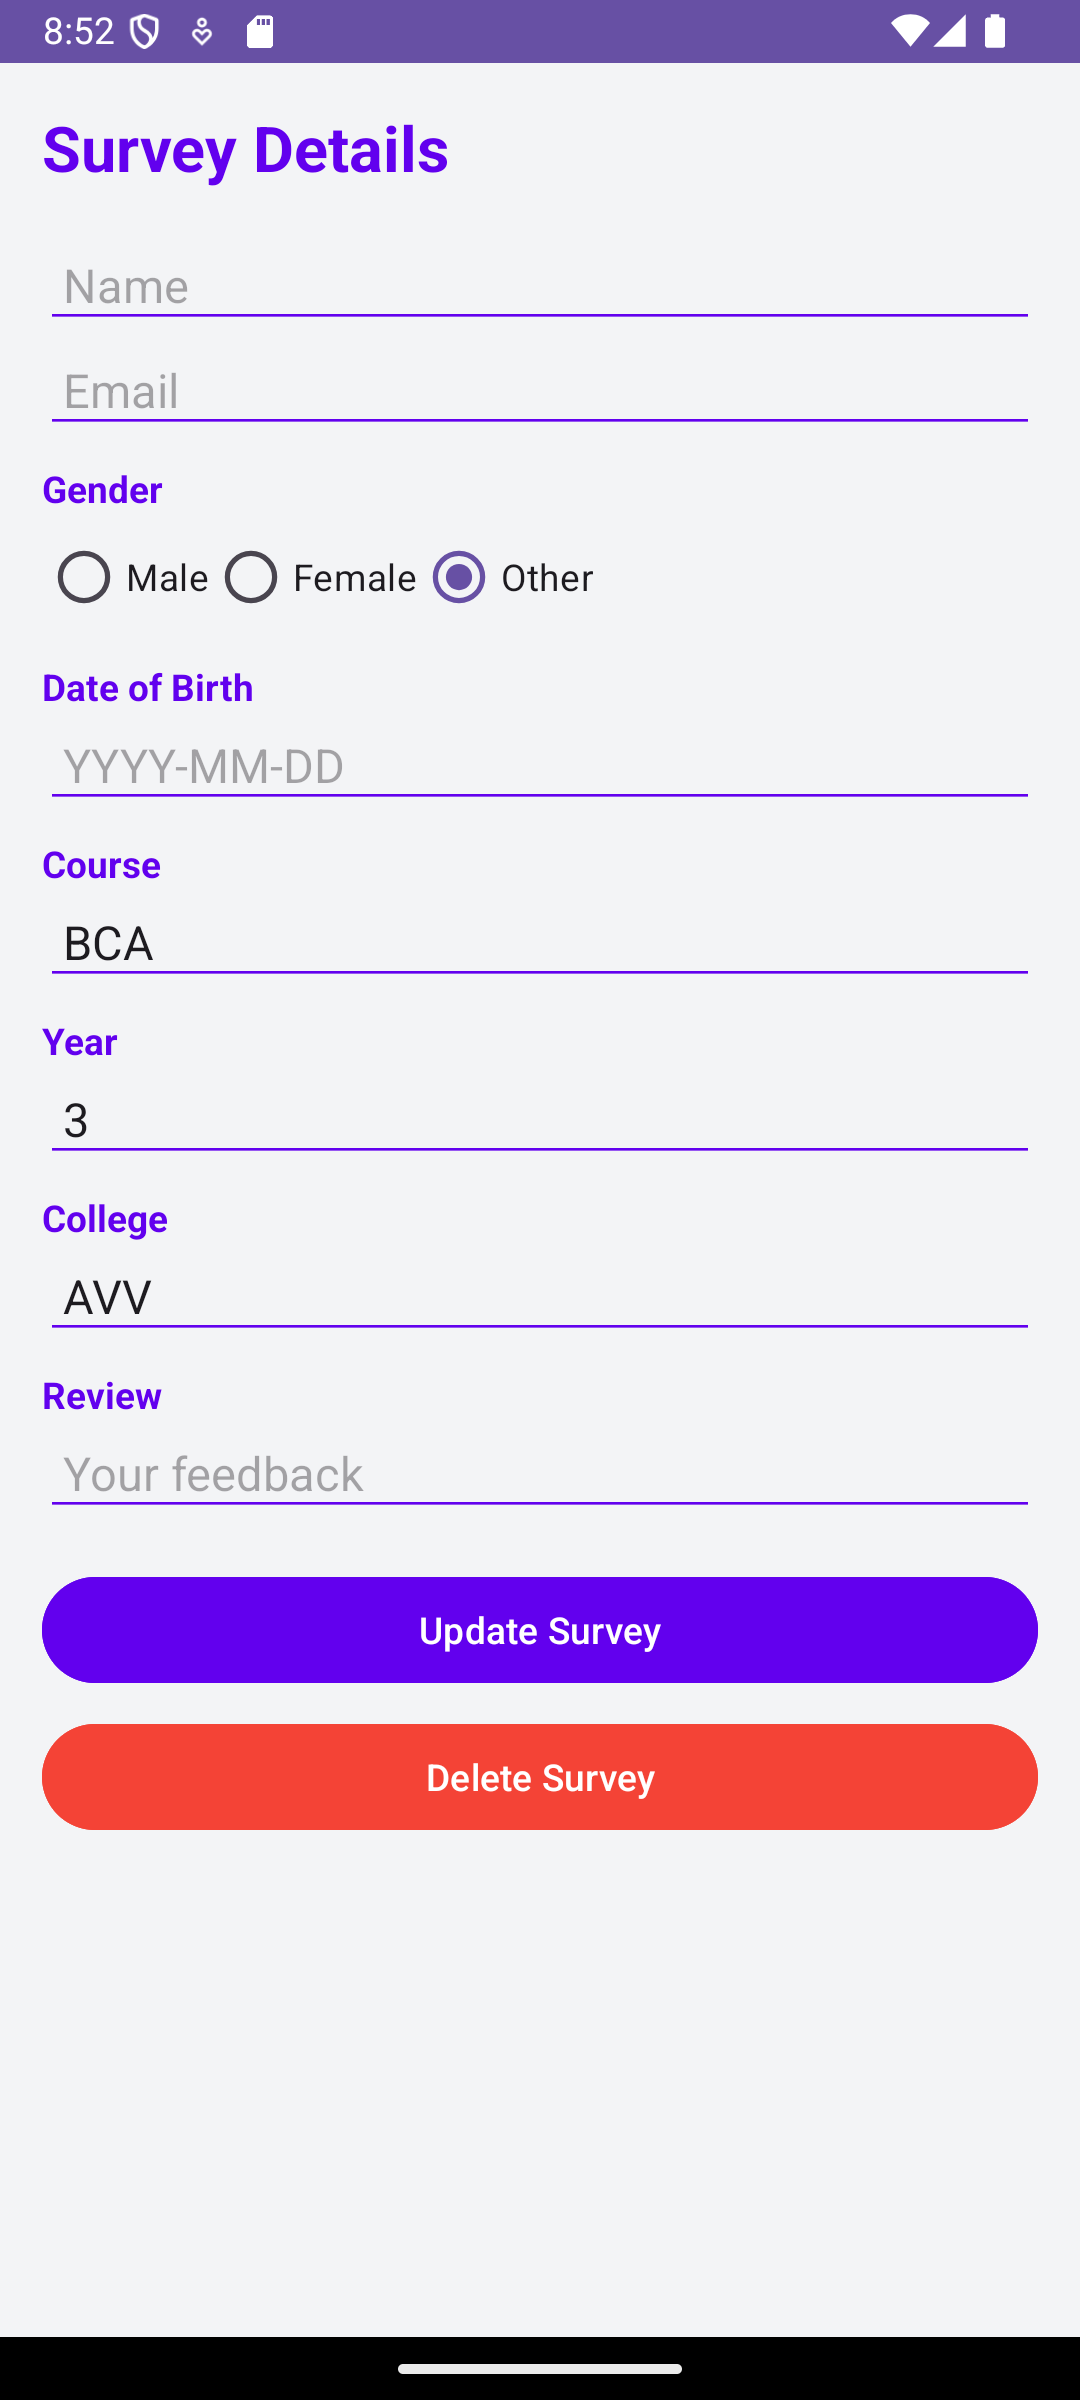 8:52
Survey Details
Name
Email
Gender
Male Female Other
Date of Birth
YYYY-MM-DD
Course
BCA
Year
3
College
AVV
Review
Your feedback
Update Survey
Delete Survey